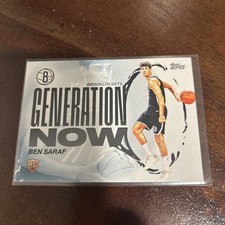 B
BROOKLYN NETS
Topps
GENERATION
NOW
BEN SARAF